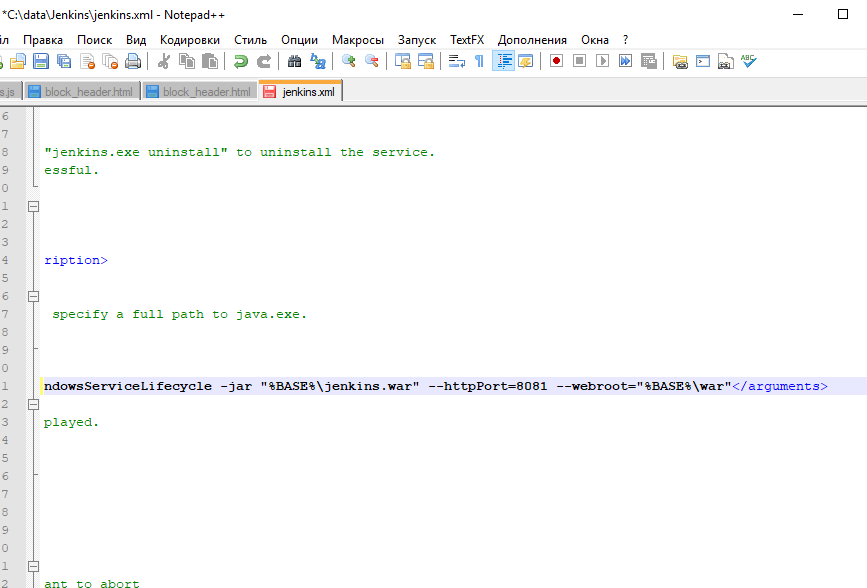 *C:\data\Jenkins\jenkins.xml - Notepad++
йл Правка Поиск Вид Кодировки Стиль Опции Макросы Запуск TextFX Дополнения Окна ?
s.js block_header.html block_header.html jenkins.xml
6
7
8 "jenkins.exe uninstall" to uninstall the service.
9 essful.
0
1
2
3
4 ription>
5
6
7 specify a full path to java.exe.
8
9
0
1 ndowsServiceLifecycle -jar "%BASE%\jenkins.war" --httpPort=8081 --webroot="%BASE%\war"</arguments>
2
3 played.
4
5
6
7
8
9
0
1
2 ant to abort